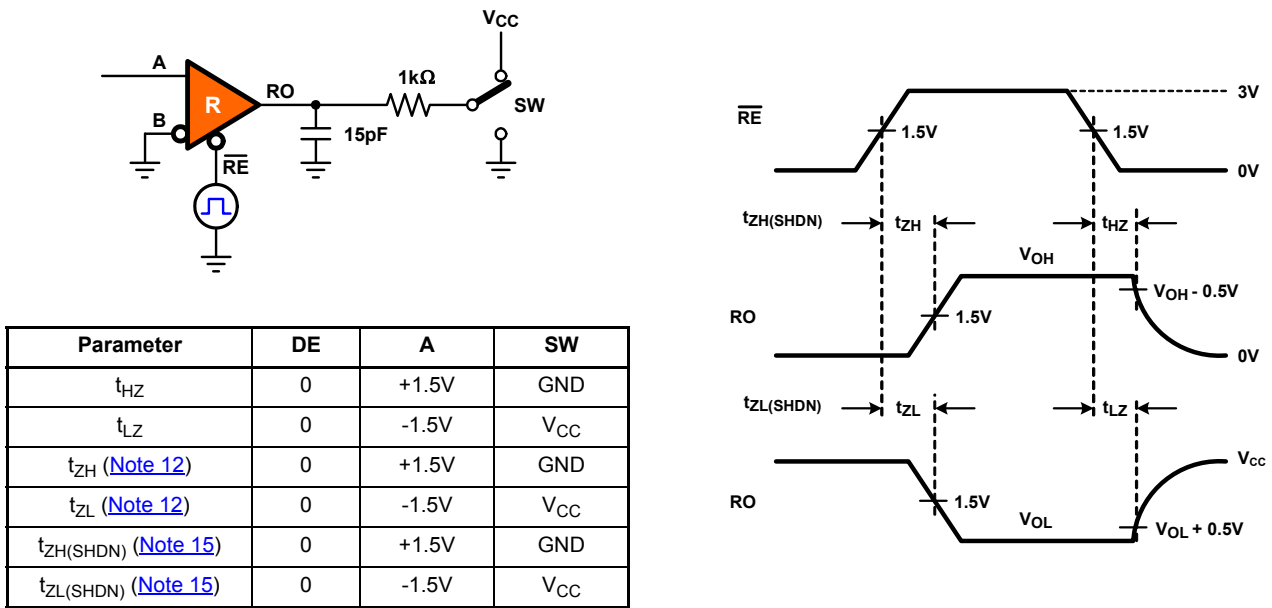 VCC
A
B
R
RO
RE
1kΩ
SW
15pF
Parameter DE A SW
tHZ 0 +1.5V GND
tLZ 0 -1.5V VCC
tZH (Note 12) 0 +1.5V GND
tZL (Note 12) 0 -1.5V VCC
tZH(SHDN) (Note 15) 0 +1.5V GND
tZL(SHDN) (Note 15) 0 -1.5V VCC
RE
3V
1.5V 1.5V
0V
tZH(SHDN) tZH tHZ
VOH
VOH - 0.5V
RO
1.5V
0V
tZL(SHDN) tZL tLZ
VCC
RO
1.5V
VOL
VOL + 0.5V